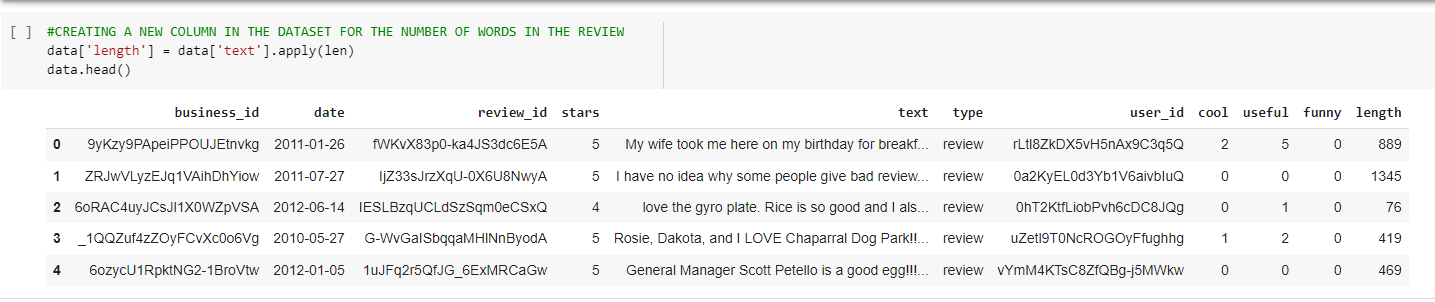 [ ] #CREATING A NEW COLUMN IN THE DATASET FOR THE NUMBER OF WORDS IN THE REVIEW
data['length'] = data['text'].apply(len)
data.head()
business_id date review_id stars text type user_id cool useful funny length
0 9yKzy9PApeiPPOUJEtnvkg 2011-01-26 fWKvX83p0-ka4JS3dc6E5A 5 My wife took me here on my birthday for breakf... review rLtl8ZkDX5vH5nAx9C3q5Q 2 5 0 889
1 ZRJwVLyzEJq1VAihDhYiow 2011-07-27 IjZ33sJrzXqU-0X6U8NwyA 5 I have no idea why some people give bad review... review 0a2KyEL0d3Yb1V6aivbIuQ 0 0 0 1345
2 6oRAC4uyJCsJl1X0WZpVSA 2012-06-14 IESLBzqUCLdSzSqm0eCSxQ 4 love the gyro plate. Rice is so good and I als... review 0hT2KtfLiobPvh6cDC8JQg 0 1 0 76
3 _1QQZuf4zZOyFCvXc0o6Vg 2010-05-27 G-WvGaISbqqaMHlNnByodA 5 Rosie, Dakota, and I LOVE Chaparral Dog Park!!... review uZetl9T0NcROGOyFfughhg 1 2 0 419
4 6ozycU1RpktNG2-1BroVtw 2012-01-05 1uJFq2r5QfJG_6ExMRCaGw 5 General Manager Scott Petello is a good egg!!!... review vYmM4KTsC8ZfQBg-j5MWkw 0 0 0 469